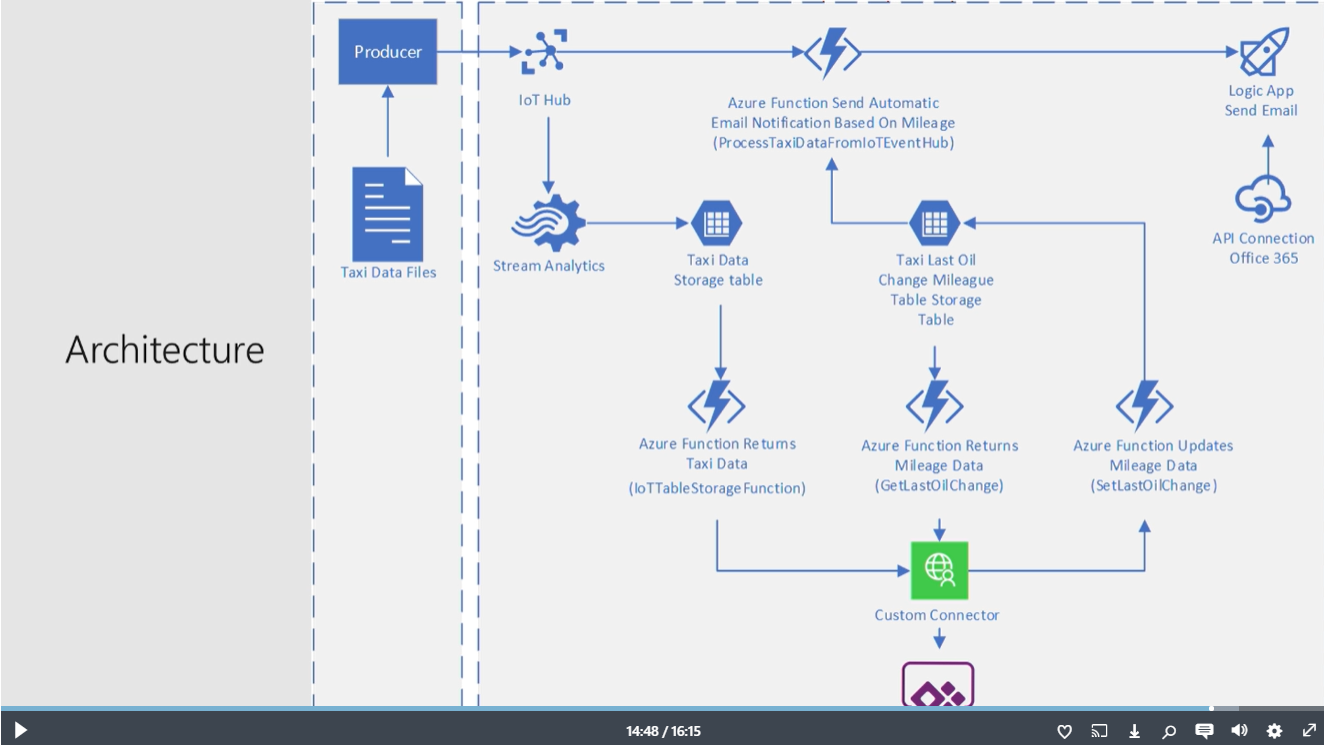 Architecture
Producer
Taxi Data Files
IoT Hub
Azure Function Send Automatic
Email Notification Based On Mileage
(ProcessTaxiDataFromIoTEventHub)
Logic App
Send Email
API Connection
Office 365
Stream Analytics
Taxi Data
Storage table
Taxi Last Oil
Change Mileague
Table Storage
Table
Azure Function Returns
Taxi Data
(IoTTableStorageFunction)
Azure Function Returns
Mileage Data
(GetLastOilChange)
Azure Function Updates
Mileage Data
(SetLastOilChange)
Custom Connector
14:48 / 16:15